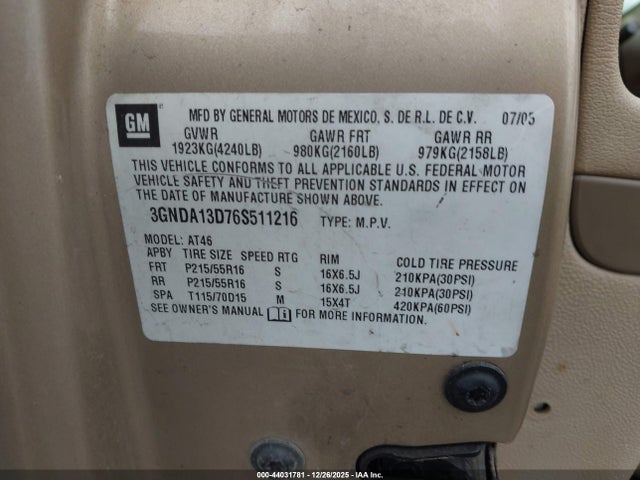 GM
MFD BY GENERAL MOTORS DE MEXICO, S. DE R.L. DE C.V. 07/05
GVWR GAWR FRT GAWR RR
1923KG(4240LB) 980KG(2160LB) 979KG(2158LB)
THIS VEHICLE CONFORMS TO ALL APPLICABLE U.S. FEDERAL MOTOR
VEHICLE SAFETY AND THEFT PREVENTION STANDARDS IN EFFECT ON
THE DATE OF MANUFACTURE SHOWN ABOVE.
3GNDA13D76S511216 TYPE: M.P.V.
MODEL: AT46
APBY TIRE SIZE SPEED RTG RIM COLD TIRE PRESSURE
FRT P215/55R16 S 16X6.5J 210KPA(30PSI)
RR P215/55R16 S 16X6.5J 210KPA(30PSI)
SPA T115/70D15 M 15X4T 420KPA(60PSI)
SEE OWNER'S MANUAL FOR MORE INFORMATION.
QUEEN - 44031781 - 12/26/2025 - IAA, Inc.